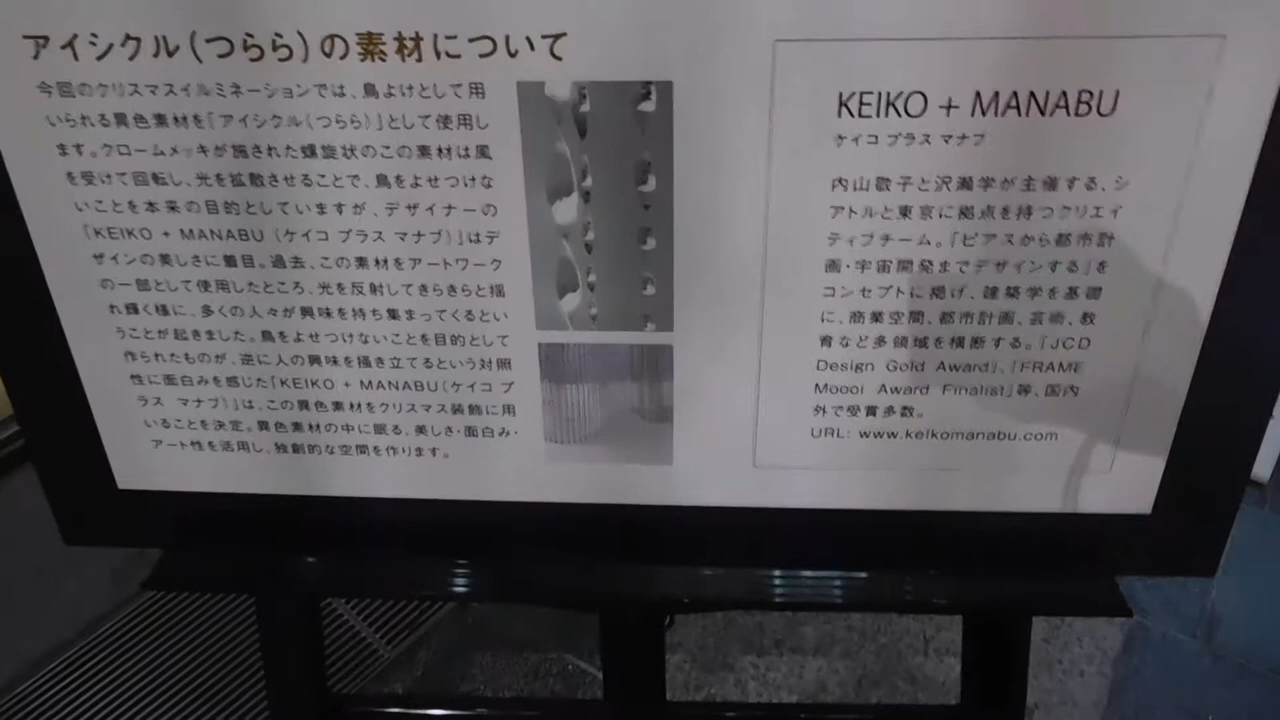 アイシクル(つらら)の素材について
今回のクリスマスイルミネーションでは、鳥よけとして用
いられる異色素材を「アイシクル(つらら)」として使用し
ます。クロームメッキが施された螺旋状のこの素材は風
を受けて回転し、光を拡散させることで、鳥をよせつけな
いことを本来の目的としていますが、デザイナーの
「KEIKO + MANABU (ケイコ プラス マナブ)」はデ
ザインの美しさに着目。過去、この素材をアートワーク
の一部として使用したところ、光を反射してきらきらと揺
れ輝く様に、多くの人々が興味を持ち集まってくるとい
うことが起きました。鳥をよせつけないことを目的として
作られたものが、逆に人の興味を掻き立てるという対照
性に面白みを感じた「KEIKO + MANABU(ケイコ プ
ラス マナブ)」は、この異色素材をクリスマス装飾に用
いることを決定。異色素材の中に眠る、美しさ・面白み・
アート性を活用し、独創的な空間を作ります。
KEIKO + MANABU
ケイコ プラス マナブ
内山敬子と沢瀬学が主催する、シ
アトルと東京に拠点を持つクリエイ
ティブチーム。「ピアスから都市計
画・宇宙開発までデザインする」を
コンセプトに掲げ、建築学を基礎
に、商業空間、都市計画、芸術、教
育など多領域を横断する。「JCD
Design Gold Award」、「FRAME
Moooi Award Finalist」等、国内
外で受賞多数。
URL: www.keikomanabu.com